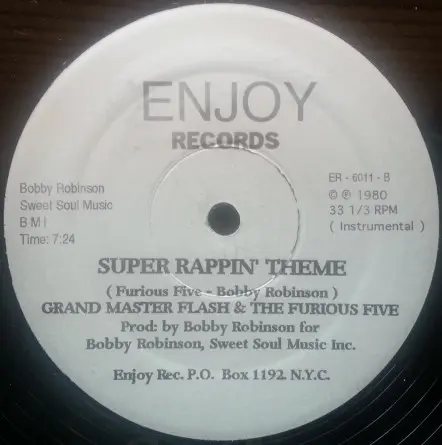 ENJOY
RECORDS
Bobby Robinson
Sweet Soul Music
B M I
Time: 7:24
ER - 6011 - B
© ℗ 1980
33 1/3 RPM
( Instrumental )
SUPER RAPPIN' THEME
( Furious Five - Bobby Robinson )
GRAND MASTER FLASH & THE FURIOUS FIVE
Prod: by Bobby Robinson for
Bobby Robinson, Sweet Soul Music Inc.
Enjoy Rec. P.O. Box 1192 N.Y.C.